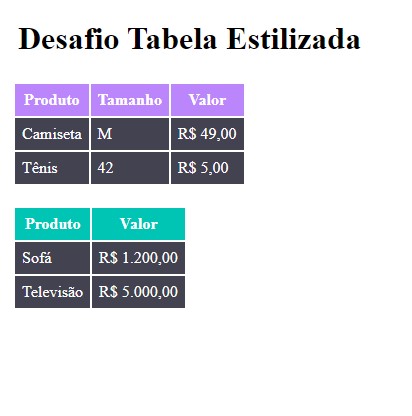 Desafio Tabela Estilizada
Produto Tamanho Valor
Camiseta M R$ 49,00
Tênis 42 R$ 5,00
Produto Valor
Sofá R$ 1.200,00
Televisão R$ 5.000,00